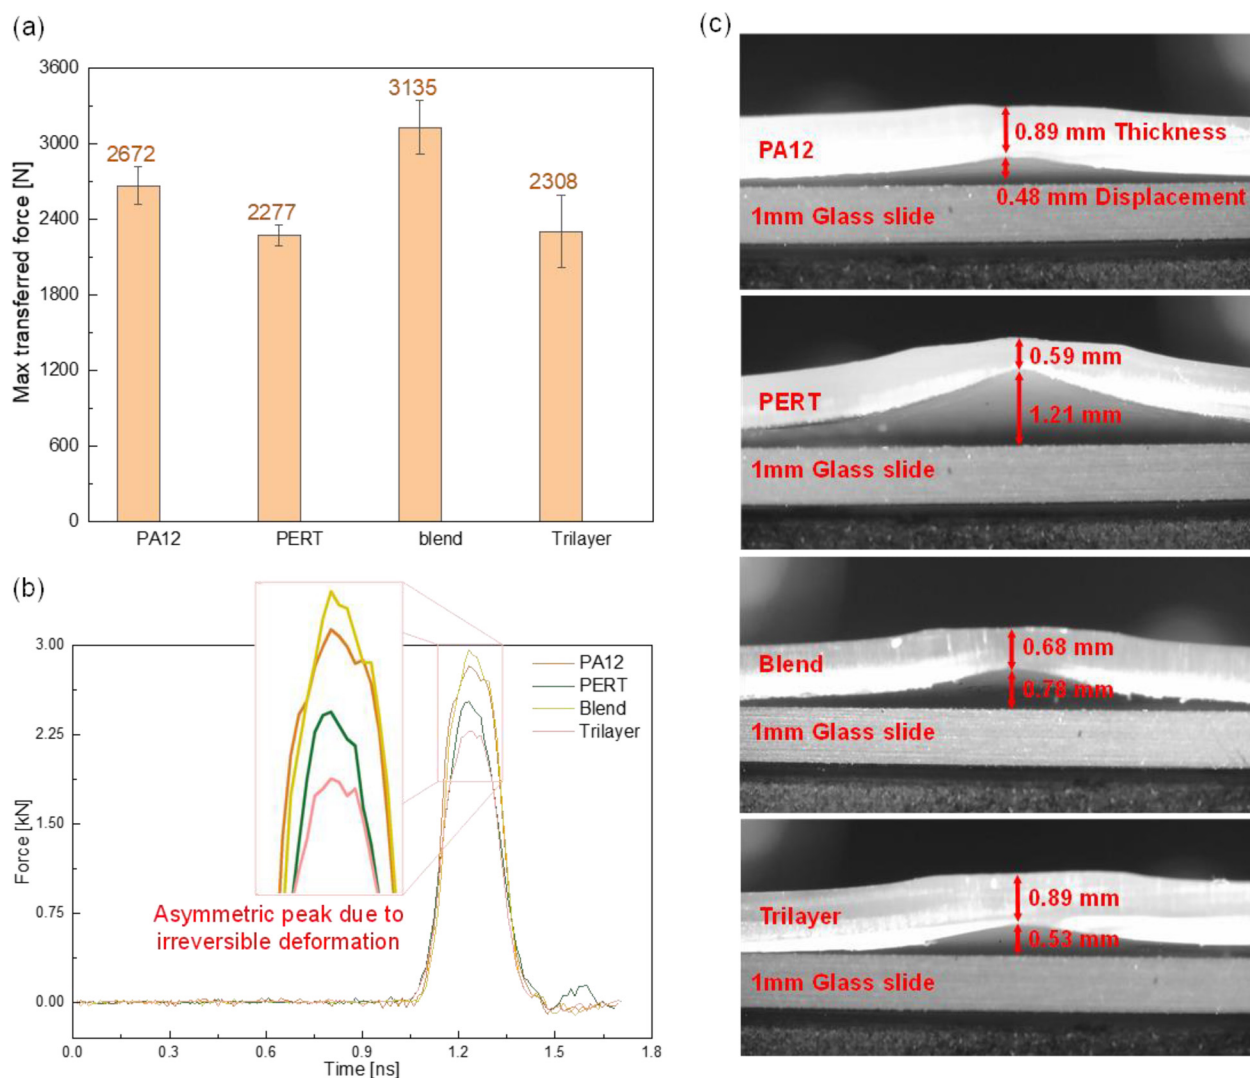 (a)
Max transferred force [N]
3600
3000
2400
1800
1200
600
0
2672
2277
3135
2308
PA12
PERT
blend
Trilayer
(b)
Force [kN]
3.00
2.25
1.50
0.75
0.00
PA12
PERT
Blend
Trilayer
Asymmetric peak due to
irreversible deformation
0.0
0.3
0.6
0.9
1.2
1.5
1.8
Time [ns]
(c)
0.89 mm Thickness
PA12
0.48 mm Displacement
1mm Glass slide
0.59 mm
PERT
1.21 mm
1mm Glass slide
0.68 mm
Blend
0.78 mm
1mm Glass slide
0.89 mm
Trilayer
0.53 mm
1mm Glass slide